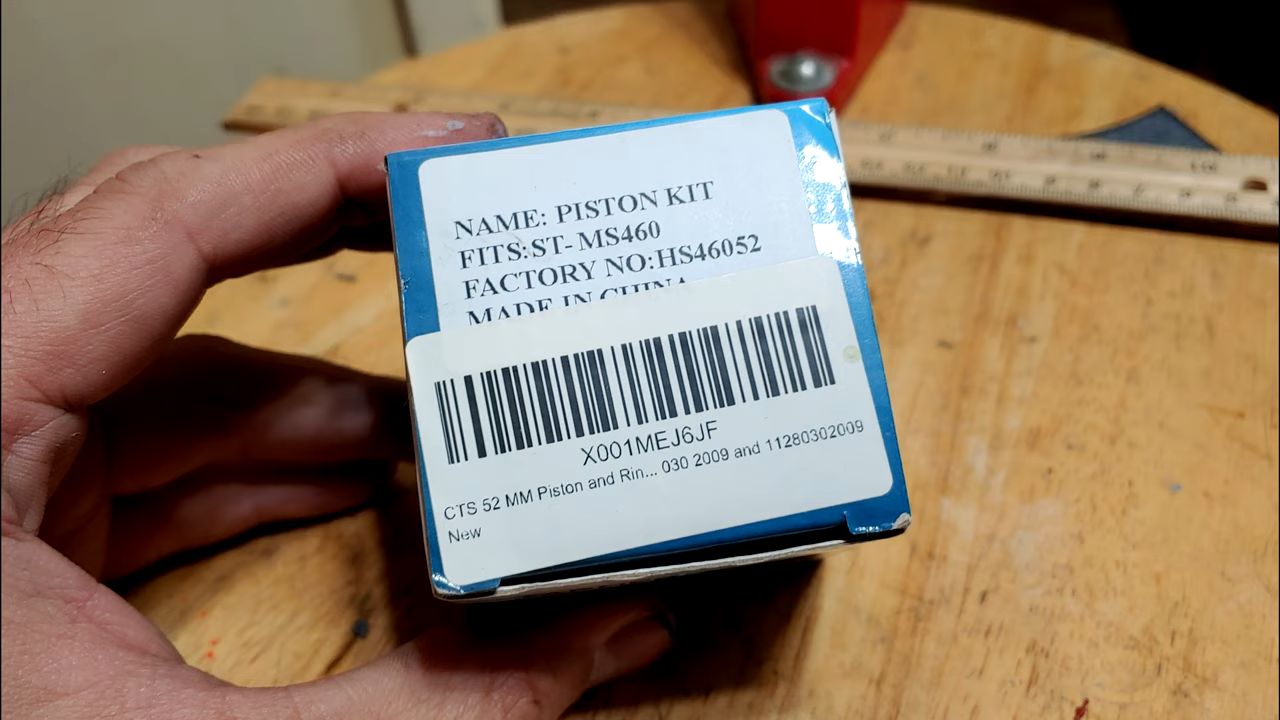 NAME: PISTON KIT
FITS:ST- MS460
FACTORY NO:HS46052
MADE IN CHINA
X001MEJ6JF
CTS 52 MM Piston and Rin... 030 2009 and 11280302009
New